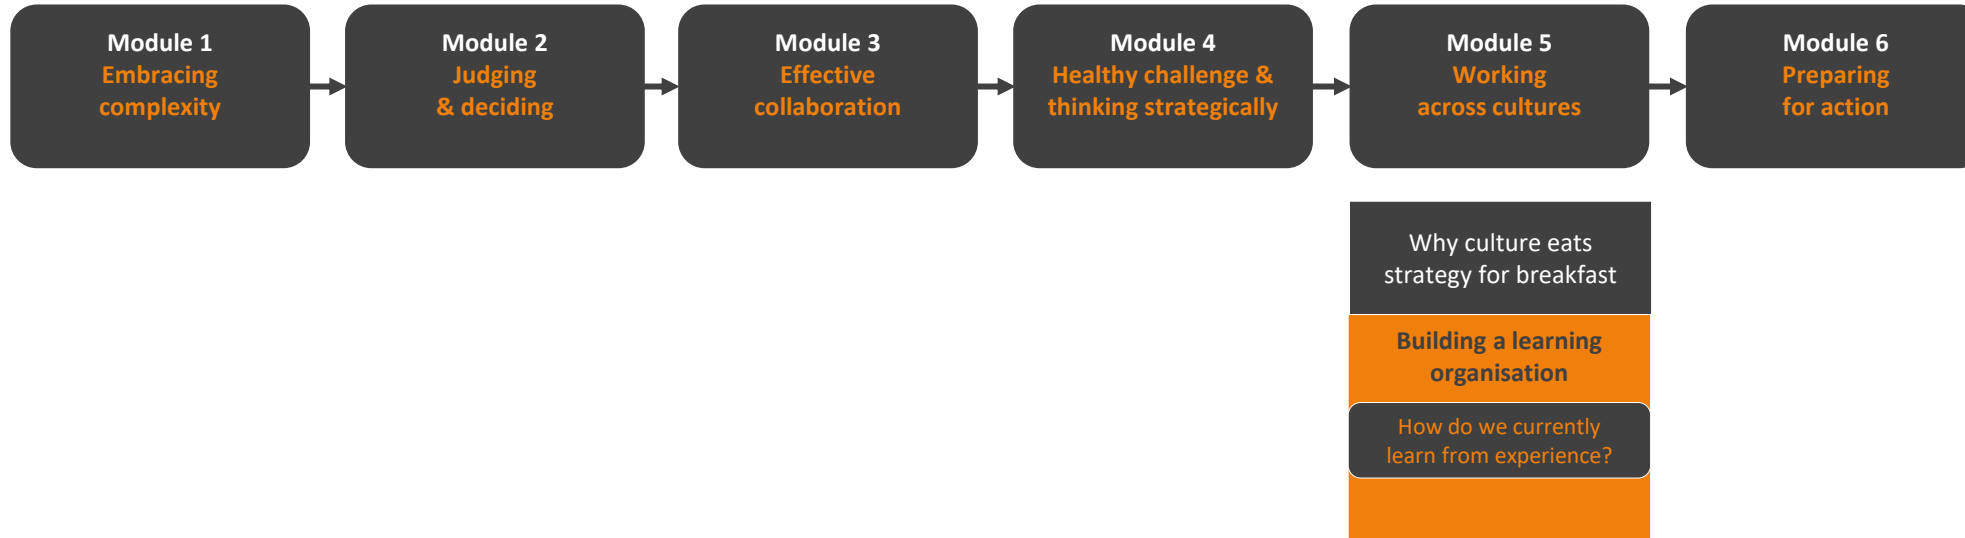 Module 1
Embracing
complexity
Module 2
Judging
& deciding
Module 3
Effective
collaboration
Module 4
Healthy challenge &
thinking strategically
Module 5
Working
across cultures
Module 6
Preparing
for action
Why culture eats
strategy for breakfast
Building a learning
organisation
How do we currently
learn from experience?